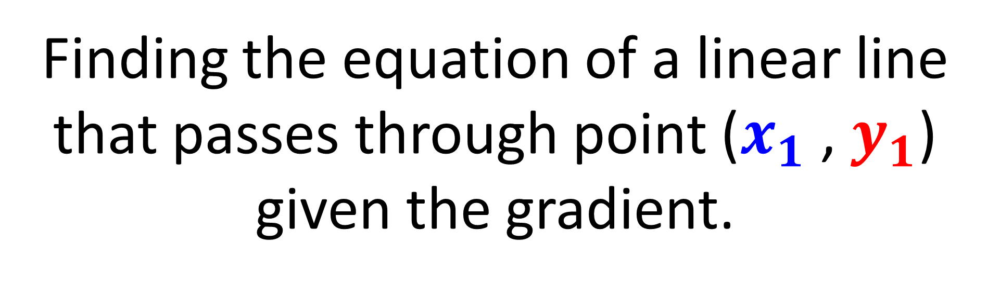 Finding the equation of a linear line
that passes through point (x₁ , y₁)
given the gradient.